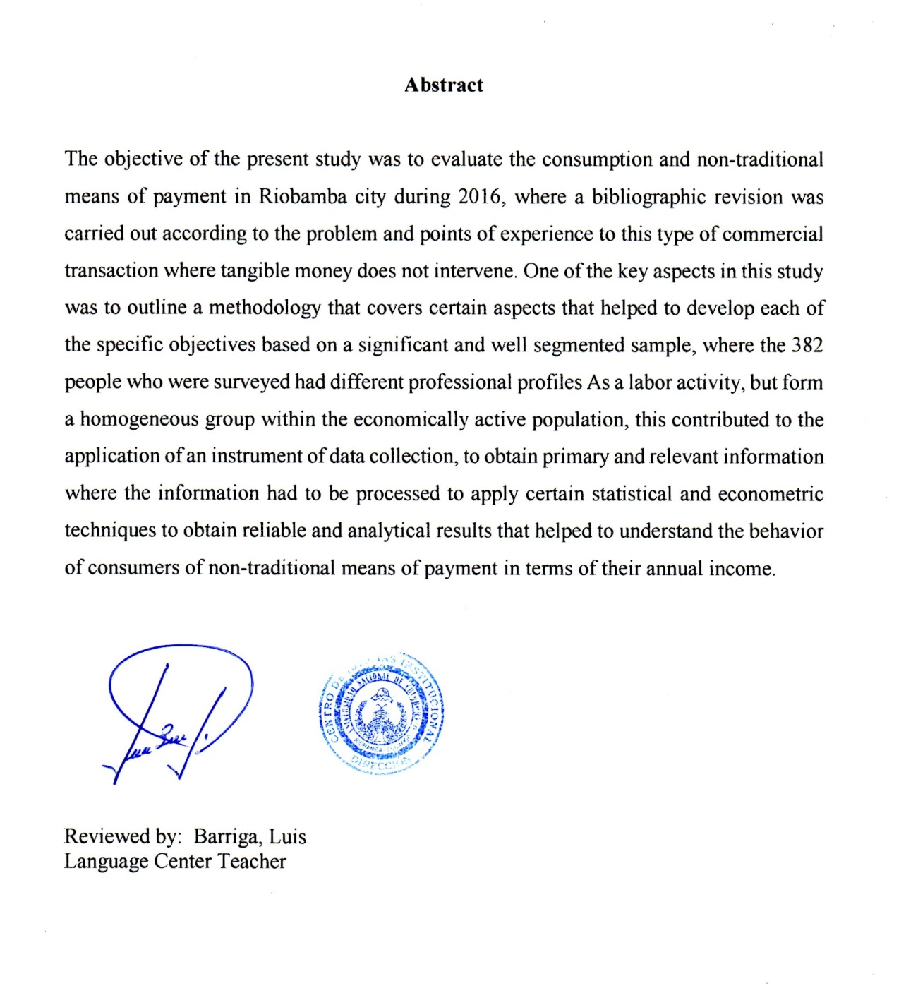 Abstract
The objective of the present study was to evaluate the consumption and non-traditional
means of payment in Riobamba city during 2016, where a bibliographic revision was
carried out according to the problem and points of experience to this type of commercial
transaction where tangible money does not intervene. One of the key aspects in this study
was to outline a methodology that covers certain aspects that helped to develop each of
the specific objectives based on a significant and well segmented sample, where the 382
people who were surveyed had different professional profiles As a labor activity, but form
a homogeneous group within the economically active population, this contributed to the
application of an instrument of data collection, to obtain primary and relevant information
where the information had to be processed to apply certain statistical and econometric
techniques to obtain reliable and analytical results that helped to understand the behavior
of consumers of non-traditional means of payment in terms of their annual income.
CENTRO DE INSTITUCIONAL
NACIONAL DE
DIRECCION
Reviewed by: Barriga, Luis
Language Center Teacher